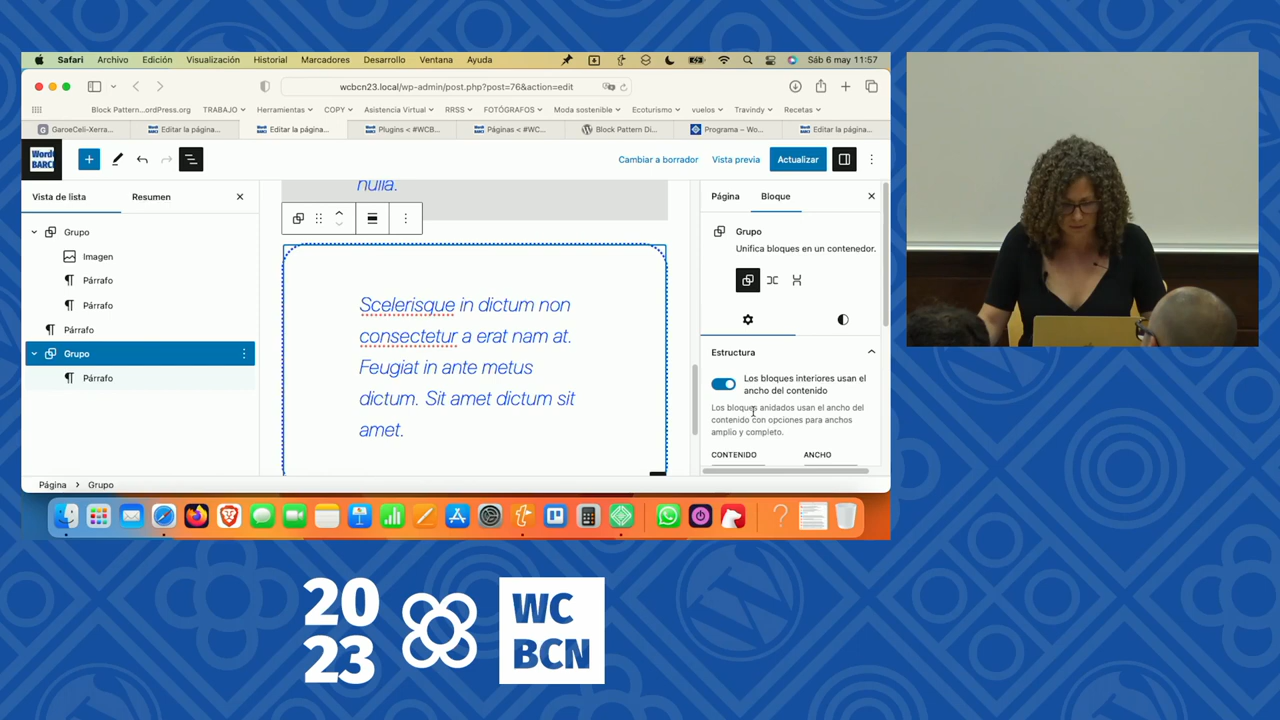 Safari Archivo Edición Visualización Historial Marcadores Desarrollo Ventana Ayuda Sáb 6 may 11:57
wcbcn23.local/wp-admin/post.php?post=76&action=edit
Block Pattern...ordPress.org TRABAJO Herramientas COPY Asistencia Virtual RRSS FOTÓGRAFOS Moda sostenible Ecoturismo vuelos Travindy Recetas
GaroeCeli-Xerra... Editar la página... Editar la página... Plugins < #WCB... Páginas < #WC... Block Pattern Di... Programa – Wo... Editar la página...
Word
BARC
Cambiar a borrador Vista previa Actualizar
Vista de lista Resumen
Grupo
Imagen
Párrafo
Párrafo
Párrafo
Grupo
Párrafo
nulla.
Scelerisque in dictum non
consectetur a erat nam at.
Feugiat in ante metus
dictum. Sit amet dictum sit
amet.
Página Bloque
Grupo
Unifica bloques en un contenedor.
Estructura
Los bloques interiores usan el
ancho del contenido
Los bloques anidados usan el ancho del
contenido con opciones para anchos
amplio y completo.
CONTENIDO ANCHO
Página > Grupo
20
23
WC
BCN